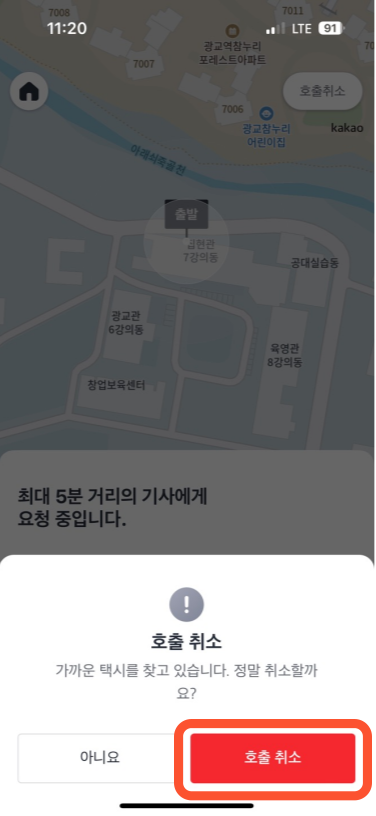 7008
7011
11:20
LTE 91
광교역참누리
포레스트아파트
7007
호출취소
7006
광교참누리
어린이집
kakao
아래쇠죽골천
출발
집현관
7강의동
공대실습동
광교관
6강의동
육영관
8강의동
창업보육센터
최대 5분 거리의 기사에게
요청 중입니다.
호출 취소
가까운 택시를 찾고 있습니다. 정말 취소할까
요?
아니요
호출 취소